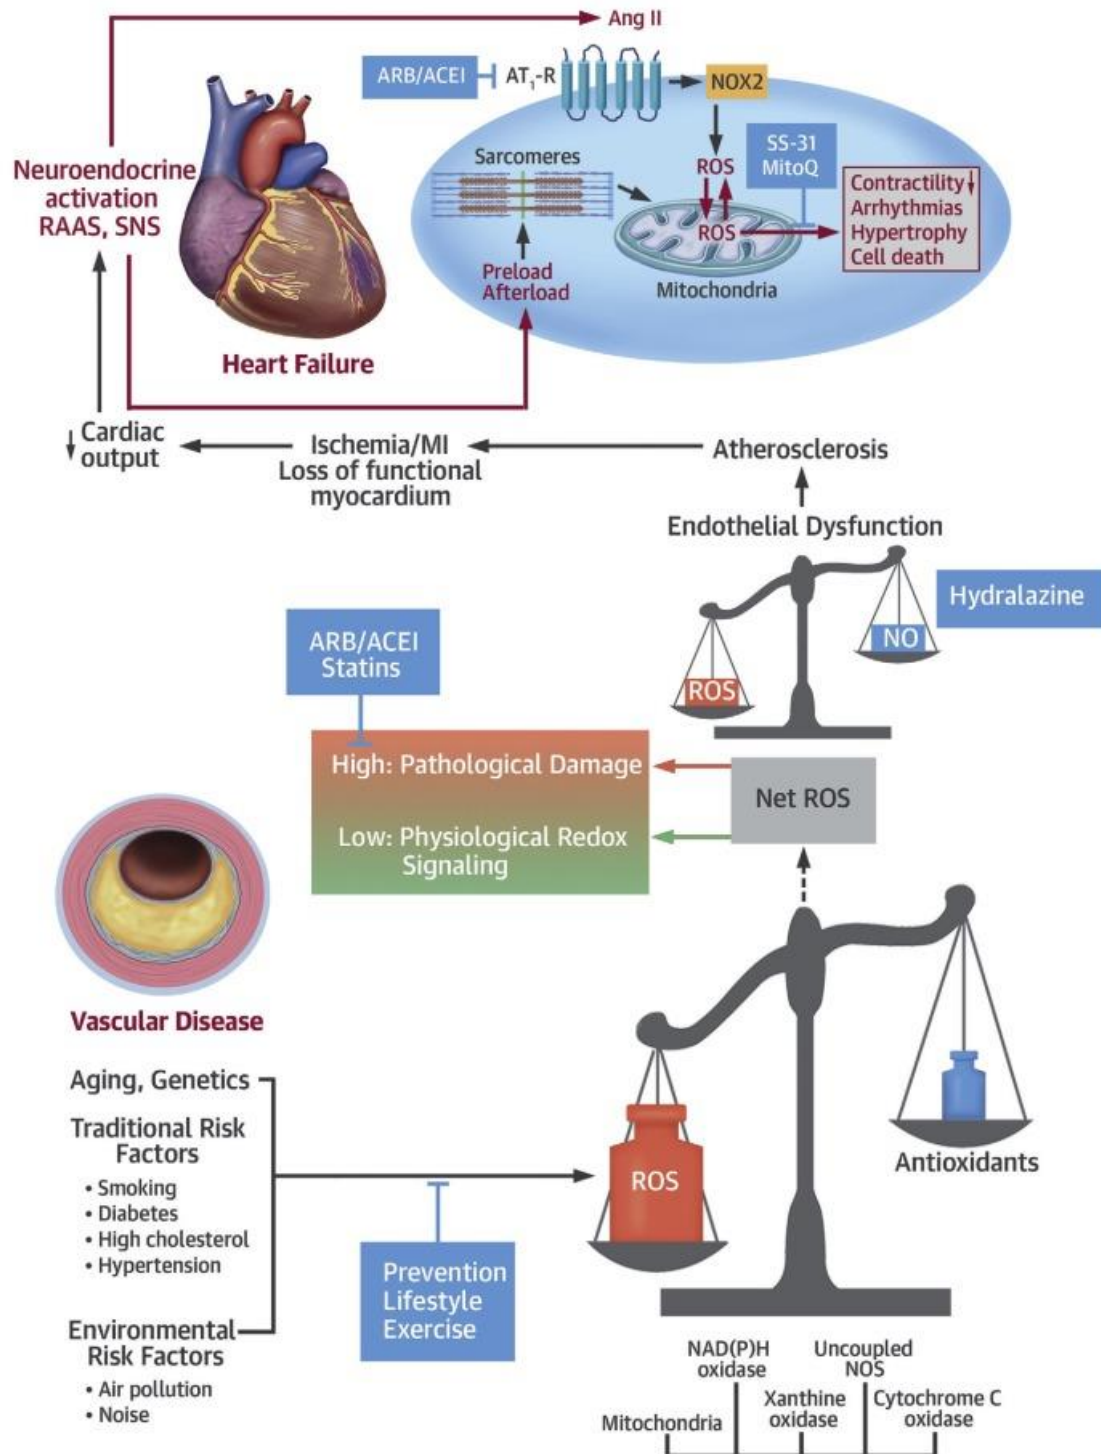 Ang II
ARB/ACEI
AT₁-R
NOX2
SS-31
MitoQ
Sarcomeres
ROS
ROS
Contractility↓
Arrhythmias
Hypertrophy
Cell death
Neuroendocrine
activation
RAAS, SNS
Preload
Afterload
Mitochondria
Heart Failure
↓ Cardiac
output
Ischemia/MI
Loss of functional
myocardium
Atherosclerosis
Endothelial Dysfunction
Hydralazine
NO
ROS
ARB/ACEI
Statins
High: Pathological Damage
Low: Physiological Redox
Signaling
Net ROS
Vascular Disease
Aging, Genetics
Traditional Risk
Factors
• Smoking
• Diabetes
• High cholesterol
• Hypertension
Environmental
Risk Factors
• Air pollution
• Noise
Prevention
Lifestyle
Exercise
ROS
Antioxidants
NAD(P)H
oxidase
Uncoupled
NOS
Mitochondria
Xanthine
oxidase
Cytochrome C
oxidase